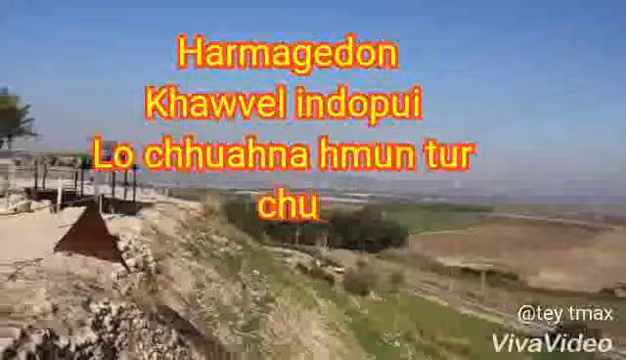 Harmagedon
Khawvel indopui
Lo chhuahna hmun tur
chu
@tey tmax
VivaVideo